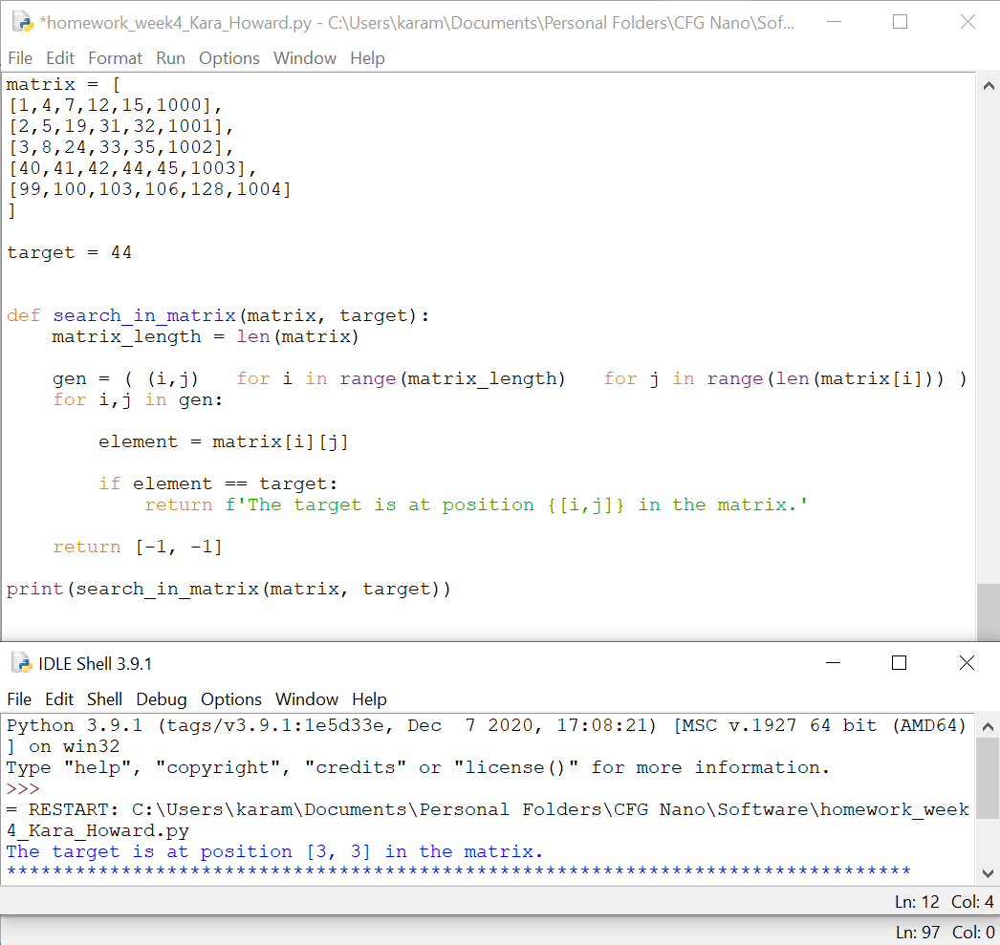 *homework_week4_Kara_Howard.py - C:\Users\karam\Documents\Personal Folders\CFG Nano\Sof...
File Edit Format Run Options Window Help
matrix = [
[1,4,7,12,15,1000],
[2,5,19,31,32,1001],
[3,8,24,33,35,1002],
[40,41,42,44,45,1003],
[99,100,103,106,128,1004]
]
target = 44
def search_in_matrix(matrix, target):
    matrix_length = len(matrix)
    gen = ( (i,j)   for i in range(matrix_length)   for j in range(len(matrix[i])) )
    for i,j in gen:
        element = matrix[i][j]
        if element == target:
            return f'The target is at position {[i,j]} in the matrix.'
    return [-1, -1]
print(search_in_matrix(matrix, target))
IDLE Shell 3.9.1
File Edit Shell Debug Options Window Help
Python 3.9.1 (tags/v3.9.1:1e5d33e, Dec  7 2020, 17:08:21) [MSC v.1927 64 bit (AMD64)
] on win32
Type "help", "copyright", "credits" or "license()" for more information.
>>>
= RESTART: C:\Users\karam\Documents\Personal Folders\CFG Nano\Software\homework_week
4_Kara_Howard.py
The target is at position [3, 3] in the matrix.
*******************************************************************************
Ln: 12 Col: 4
Ln: 97 Col: 0